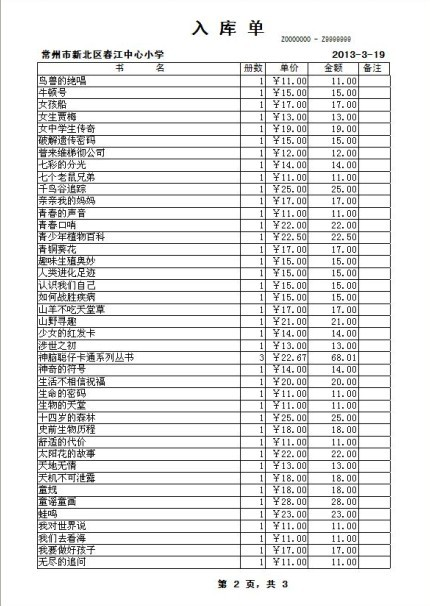 入库单
Z0000000 - Z9999999
常州市新北区春江中心小学 2013-3-19
书 名 册数 单价 金额 备注
鸟兽的绝唱 1 ￥11.00 11.00
牛顿号 1 ￥15.00 15.00
女孩船 1 ￥17.00 17.00
女生贾梅 1 ￥13.00 13.00
女中学生传奇 1 ￥19.00 19.00
破解遗传密码 1 ￥15.00 15.00
普来维梯彻公司 1 ￥12.00 12.00
七彩的分光 1 ￥14.00 14.00
七个老鼠兄弟 1 ￥11.00 11.00
千鸟谷追踪 1 ￥25.00 25.00
亲亲我的妈妈 1 ￥17.00 17.00
青春的声音 1 ￥11.00 11.00
青春口哨 1 ￥22.00 22.00
青少年植物百科 1 ￥22.50 22.50
青铜葵花 1 ￥17.00 17.00
趣味生殖奥妙 1 ￥15.00 15.00
人类进化足迹 1 ￥15.00 15.00
认识我们自己 1 ￥15.00 15.00
如何战胜疾病 1 ￥15.00 15.00
山羊不吃天堂草 1 ￥17.00 17.00
山野寻趣 1 ￥21.00 21.00
少女的红发卡 1 ￥14.00 14.00
涉世之初 1 ￥13.00 13.00
神脑聪仔卡通系列丛书 3 ￥22.67 68.01
神奇的符号 1 ￥14.00 14.00
生活不相信祝福 1 ￥20.00 20.00
生命的密码 1 ￥11.00 11.00
生物的天堂 1 ￥11.00 11.00
十四岁的森林 1 ￥25.00 25.00
史前生物历程 1 ￥18.00 18.00
舒适的代价 1 ￥11.00 11.00
太阳花的故事 1 ￥22.00 22.00
天地无情 1 ￥13.00 13.00
天机不可泄露 1 ￥18.00 18.00
童贱 1 ￥18.00 18.00
童谣童画 1 ￥28.00 28.00
蛙鸣 1 ￥23.00 23.00
我对世界说 1 ￥11.00 11.00
我们去看海 1 ￥11.00 11.00
我要做好孩子 1 ￥17.00 17.00
无尽的追问 1 ￥11.00 11.00
第 2 页，共 3